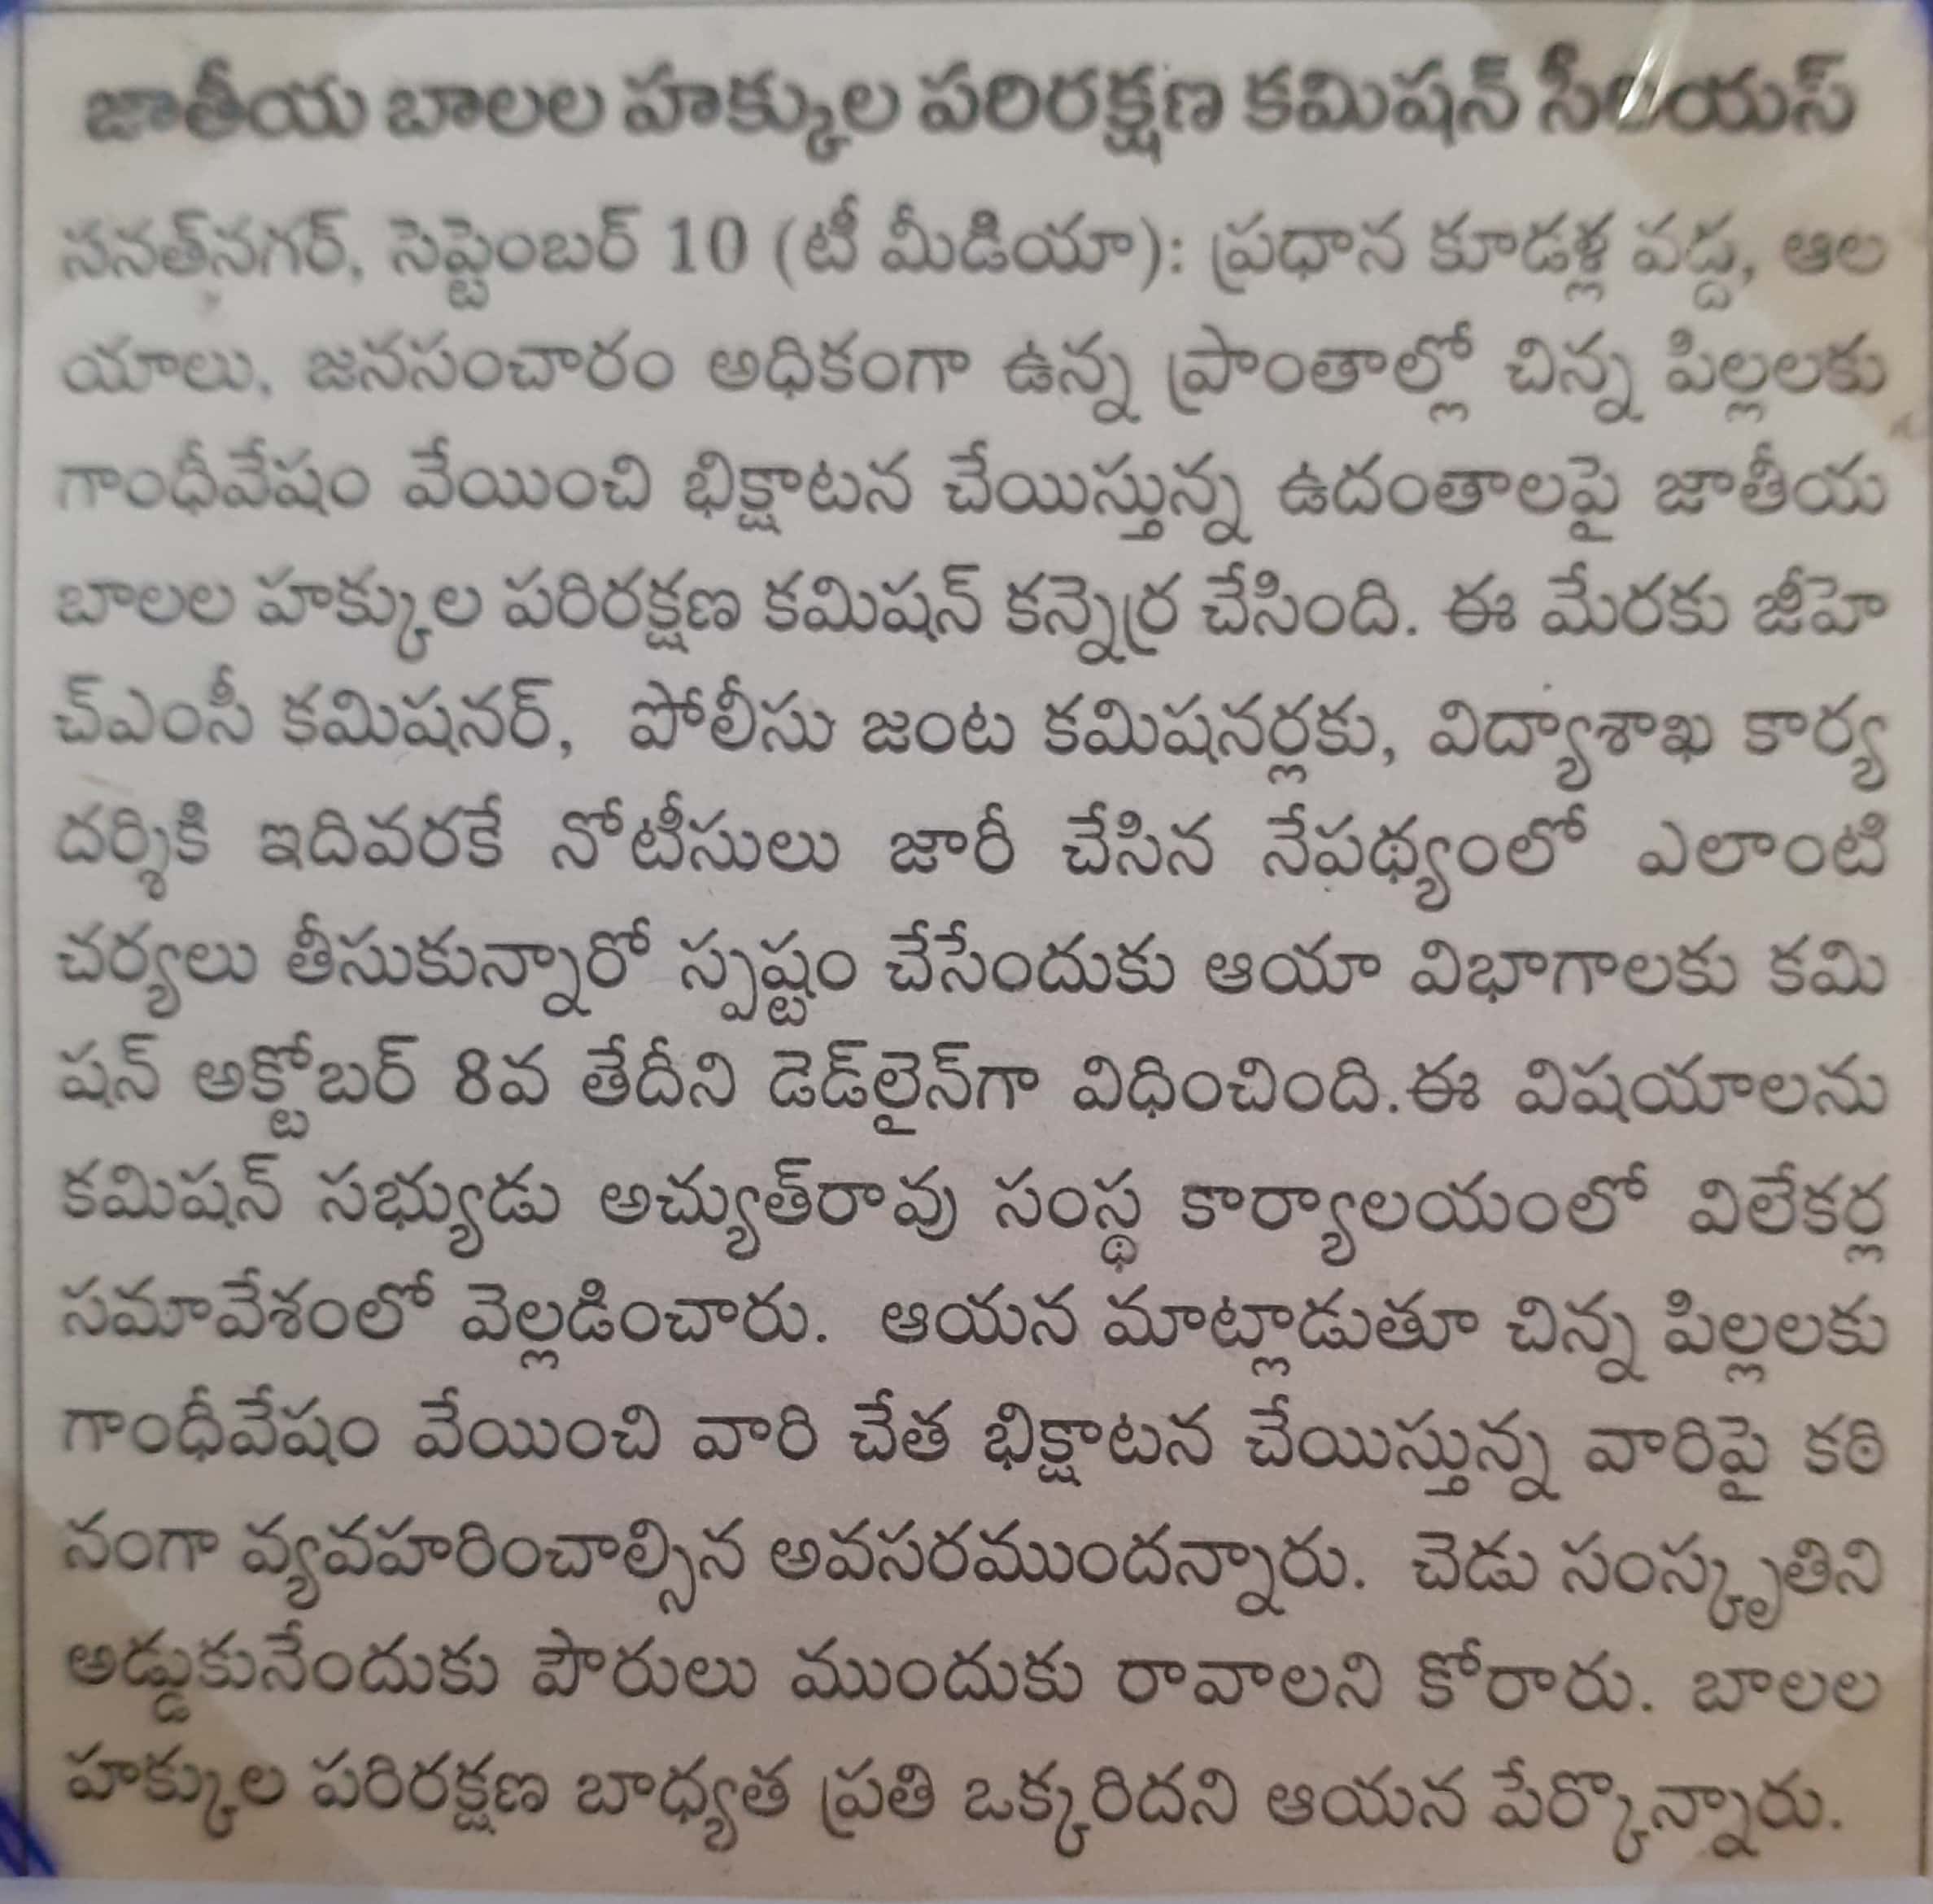 జాతీయ బాలల హక్కుల పరిరక్షణ కమిషన్
ననత్‌నగర్, సెప్టెంబర్ 10 (టీ మీడియా): ప్రధాన కూడళ్ల వద్ద, ఆల
యాలు, జనసంచారం అధికంగా ఉన్న ప్రాంతాల్లో చిన్న పిల్లలకు
గాంధీవేషం వేయించి భిక్షాటన చేయిస్తున్న ఉదంతాలపై జాతీయ
బాలల హక్కుల పరిరక్షణ కమిషన్ కన్నెర్ర చేసింది. ఈ మేరకు జీహె
చ్ఎంసీ కమిషనర్, పోలీసు జంట కమిషనర్లకు, విద్యాశాఖ కార్య
దర్శికి ఇదివరకే నోటీసులు జారీ చేసిన నేపథ్యంలో ఎలాంటి
చర్యలు తీసుకున్నారో స్పష్టం చేసేందుకు ఆయా విభాగాలకు కమి
షన్ అక్టోబర్ 8వ తేదీని డెడ్‌లైన్‌గా విధించింది.ఈ విషయాలను
కమిషన్ సభ్యుడు అచ్యుత్‌రావు సంస్థ కార్యాలయంలో విలేకర్ల
సమావేశంలో వెల్లడించారు. ఆయన మాట్లాడుతూ చిన్న పిల్లలకు
గాంధీవేషం వేయించి వారి చేత భిక్షాటన చేయిస్తున్న వారిపై కఠి
నంగా వ్యవహరించాల్సిన అవసరముందన్నారు. చెడు సంస్కృతిని
అడ్డుకునేందుకు పౌరులు ముందుకు రావాలని కోరారు. బాలల
హక్కుల పరిరక్షణ బాధ్యత ప్రతి ఒక్కరిదని ఆయన పేర్కొన్నారు.